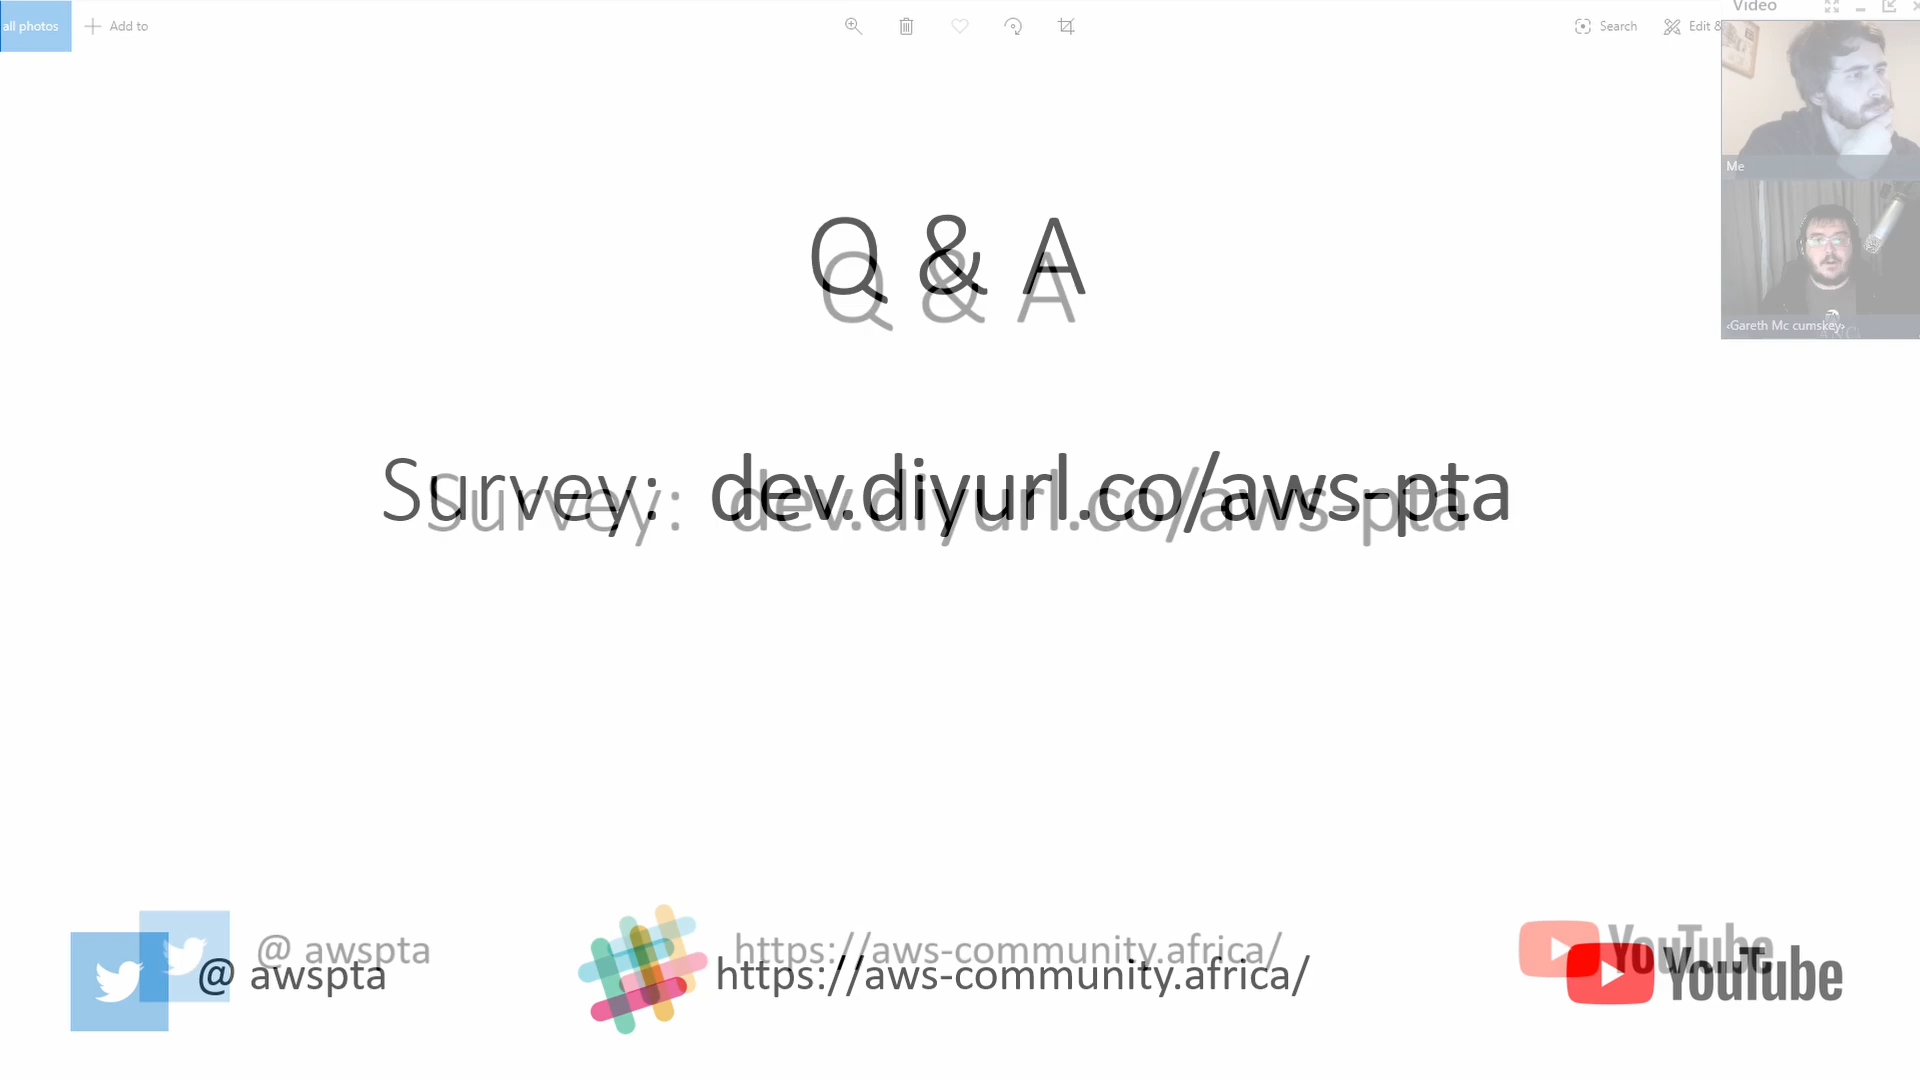 all photos
Add to
Search
Edit &
Video
Me
Gareth Mc cumskey
Q & A
Survey: dev.diyurl.co/aws-pta
@ awspta
https://aws-community.africa/
YouTube